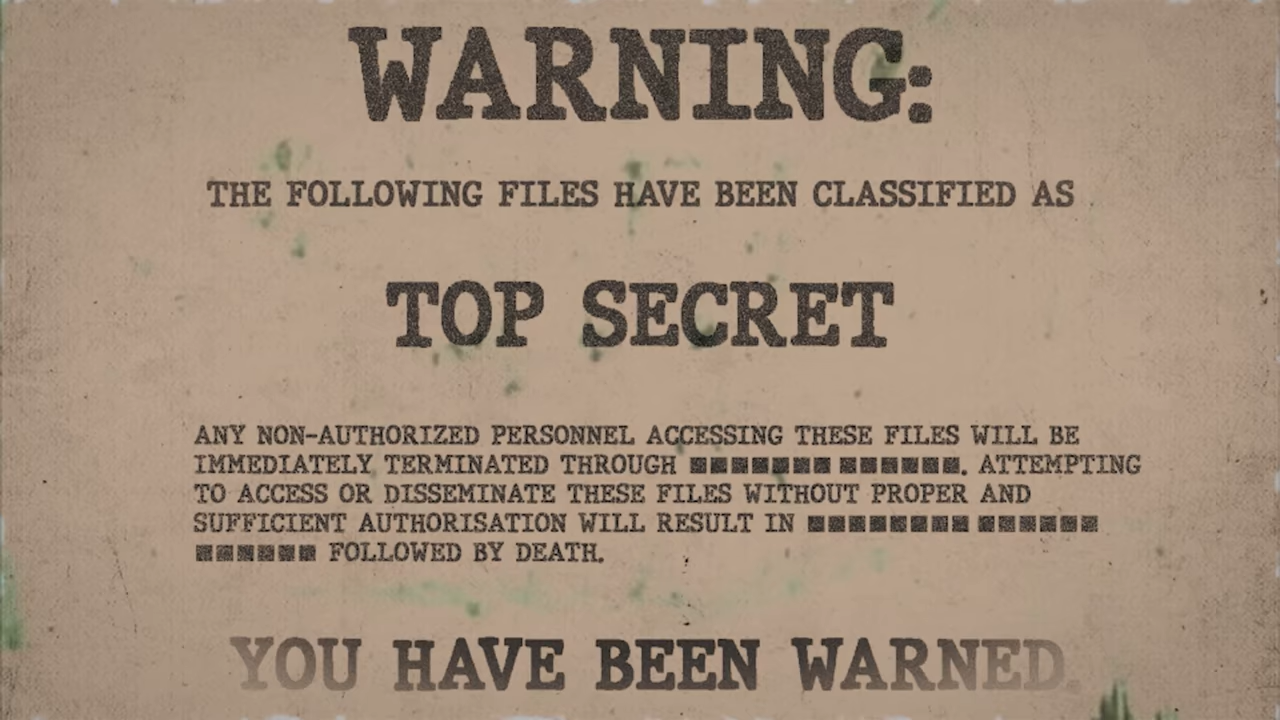 WARNING:
THE FOLLOWING FILES HAVE BEEN CLASSIFIED AS
TOP SECRET
ANY NON-AUTHORIZED PERSONNEL ACCESSING THESE FILES WILL BE
IMMEDIATELY TERMINATED THROUGH ■■■■■■■ ■■■■■■. ATTEMPTING
TO ACCESS OR DISSEMINATE THESE FILES WITHOUT PROPER AND
SUFFICIENT AUTHORISATION WILL RESULT IN ■■■■■■■■ ■■■■■■
■■■■■■ FOLLOWED BY DEATH.
YOU HAVE BEEN WARNED.